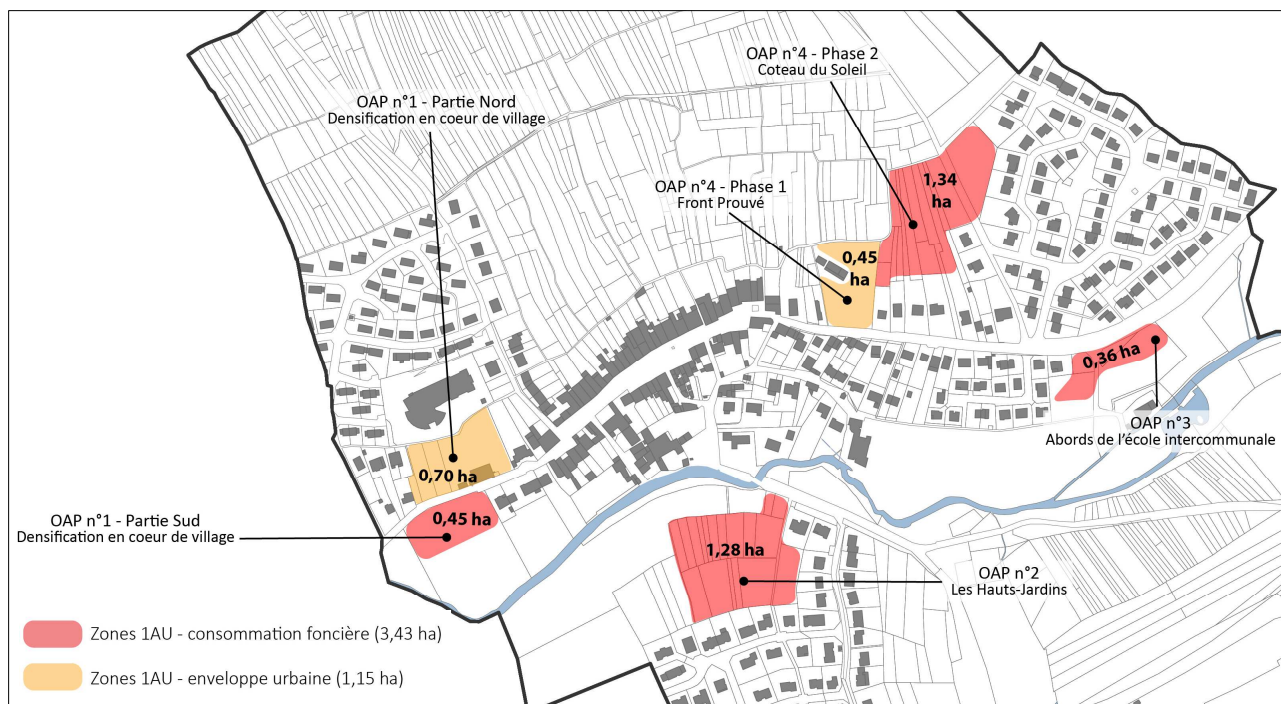 OAP n°4 - Phase 2
Coteau du Soleil
OAP n°1 - Partie Nord
Densification en coeur de village
OAP n°4 - Phase 1
Front Prouvé
1,34
ha
0,45
ha
0,36 ha
OAP n°3
Abords de l'école intercommunale
0,70 ha
OAP n°1 - Partie Sud
Densification en coeur de village
0,45 ha
1,28 ha
OAP n°2
Les Hauts-Jardins
Zones 1AU - consommation foncière (3,43 ha)
Zones 1AU - enveloppe urbaine (1,15 ha)